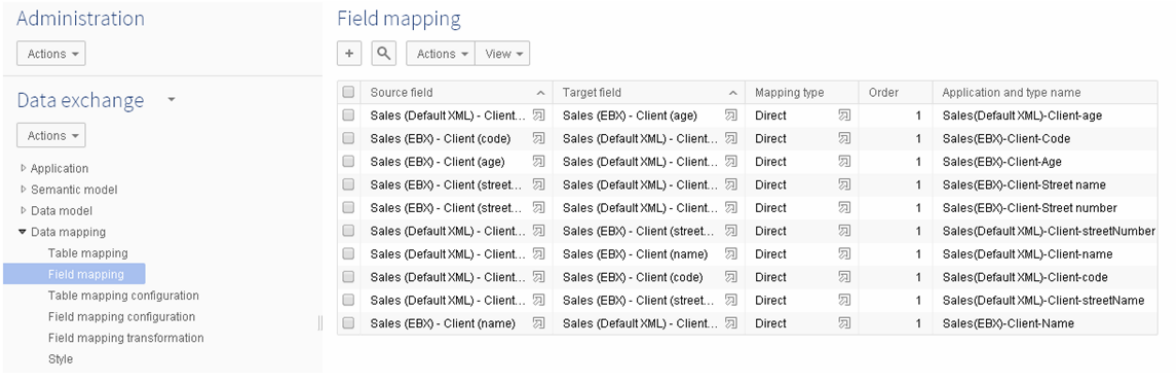 Administration
Actions
Data exchange
Actions
Application
Semantic model
Data model
Data mapping
Table mapping
Field mapping
Table mapping configuration
Field mapping configuration
Field mapping transformation
Style
Field mapping
+ Actions View
Source field Target field Mapping type Order Application and type name
Sales (Default XML) - Client... Sales (EBX) - Client (age) Direct 1 Sales(Default XML)-Client-age
Sales (EBX) - Client (code) Sales (Default XML) - Client... Direct 1 Sales(EBX)-Client-Code
Sales (EBX) - Client (age) Sales (Default XML) - Client... Direct 1 Sales(EBX)-Client-Age
Sales (EBX) - Client (street... Sales (Default XML) - Client... Direct 1 Sales(EBX)-Client-Street name
Sales (EBX) - Client (street... Sales (Default XML) - Client... Direct 1 Sales(EBX)-Client-Street number
Sales (Default XML) - Client... Sales (EBX) - Client (street... Direct 1 Sales(Default XML)-Client-streetNumber
Sales (Default XML) - Client... Sales (EBX) - Client (name) Direct 1 Sales(Default XML)-Client-name
Sales (Default XML) - Client... Sales (EBX) - Client (code) Direct 1 Sales(Default XML)-Client-code
Sales (Default XML) - Client... Sales (EBX) - Client (street... Direct 1 Sales(Default XML)-Client-streetName
Sales (EBX) - Client (name) Sales (Default XML) - Client... Direct 1 Sales(EBX)-Client-Name